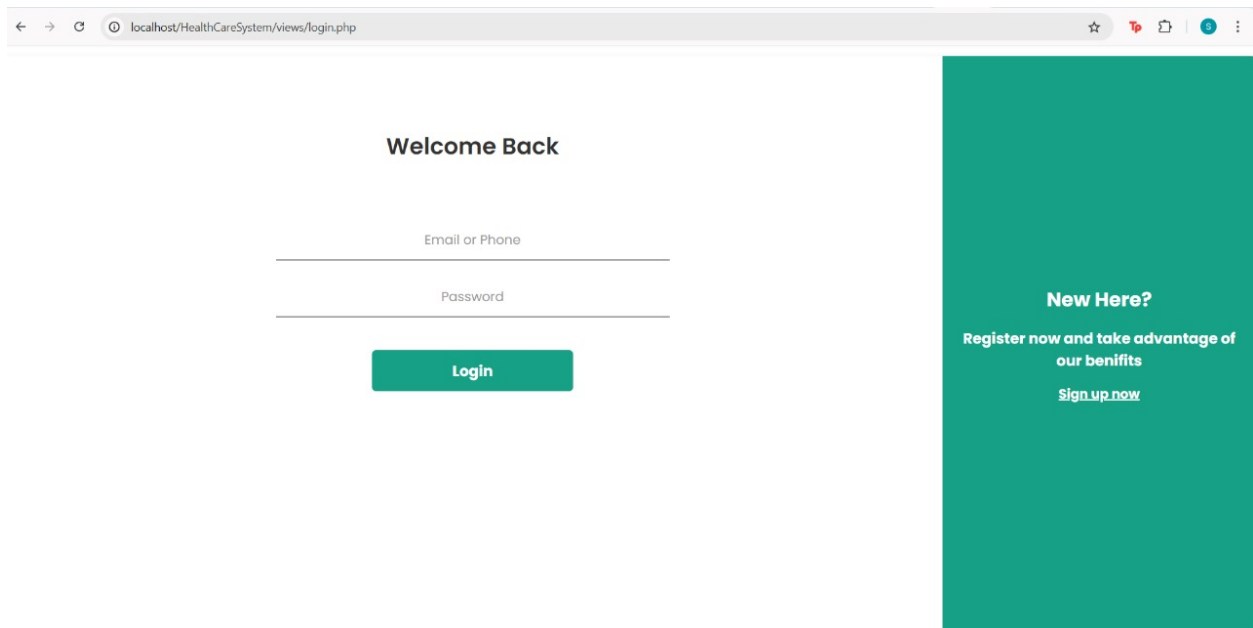 localhost/HealthCareSystem/views/login.php
Tp
S
Welcome Back
Email or Phone
Password
Login
New Here?
Register now and take advantage of
our benifits
Sign up now